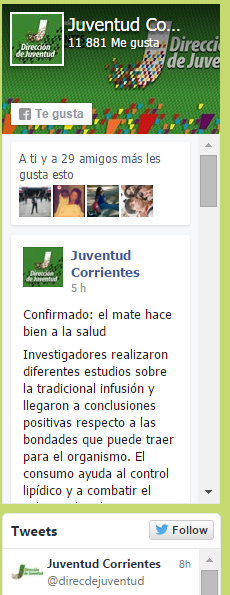 Juventud Co...
11 881 Me gusta
Dirección
de Juventud
Dirección
de Juventud
Te gusta
A ti y a 29 amigos más les
gusta esto
Juventud
Corrientes
5 h
Dirección
de Juventud
Confirmado: el mate hace
bien a la salud
Investigadores realizaron
diferentes estudios sobre
la tradicional infusión y
llegaron a conclusiones
positivas respecto a las
bondades que puede traer
para el organismo. El
consumo ayuda al control
lipídico y a combatir el
Tweets
Follow
Juventud Corrientes
8h
@direcdejuventud